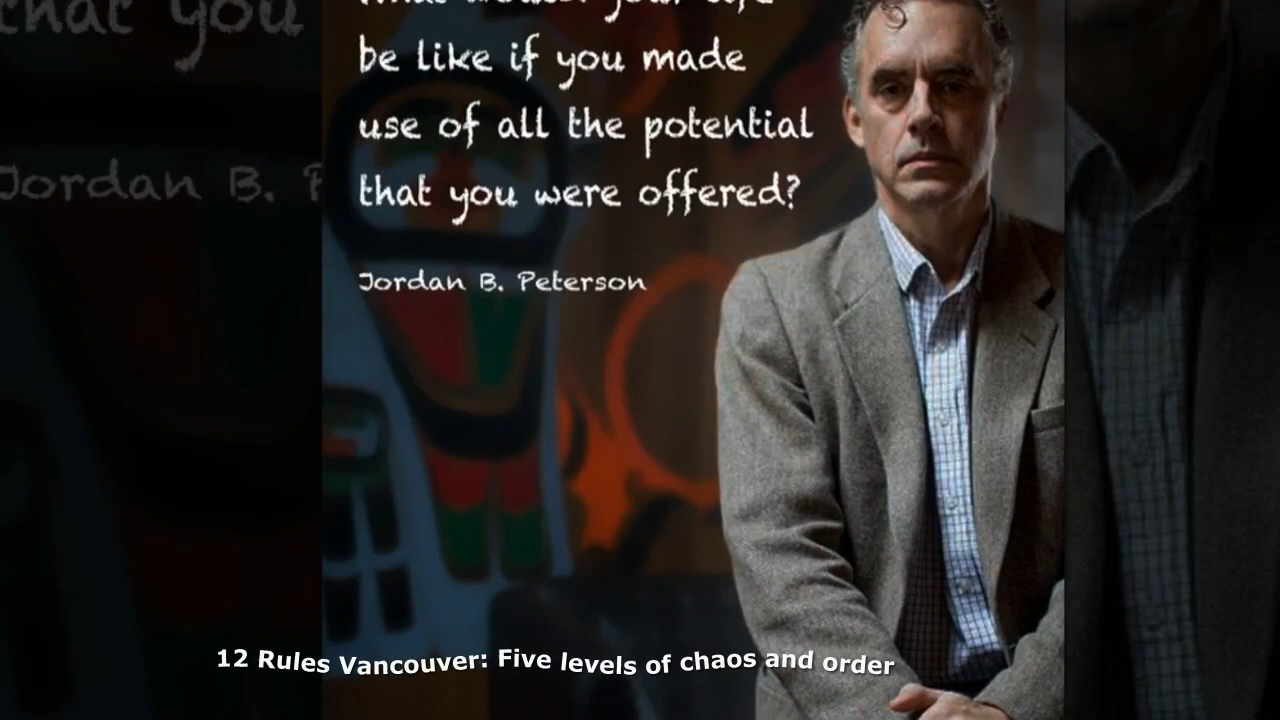 be like if you made
use of all the potential
that you were offered?
Jordan B. Peterson
that you
Jordan B. P
12 Rules Vancouver: Five levels of chaos and order